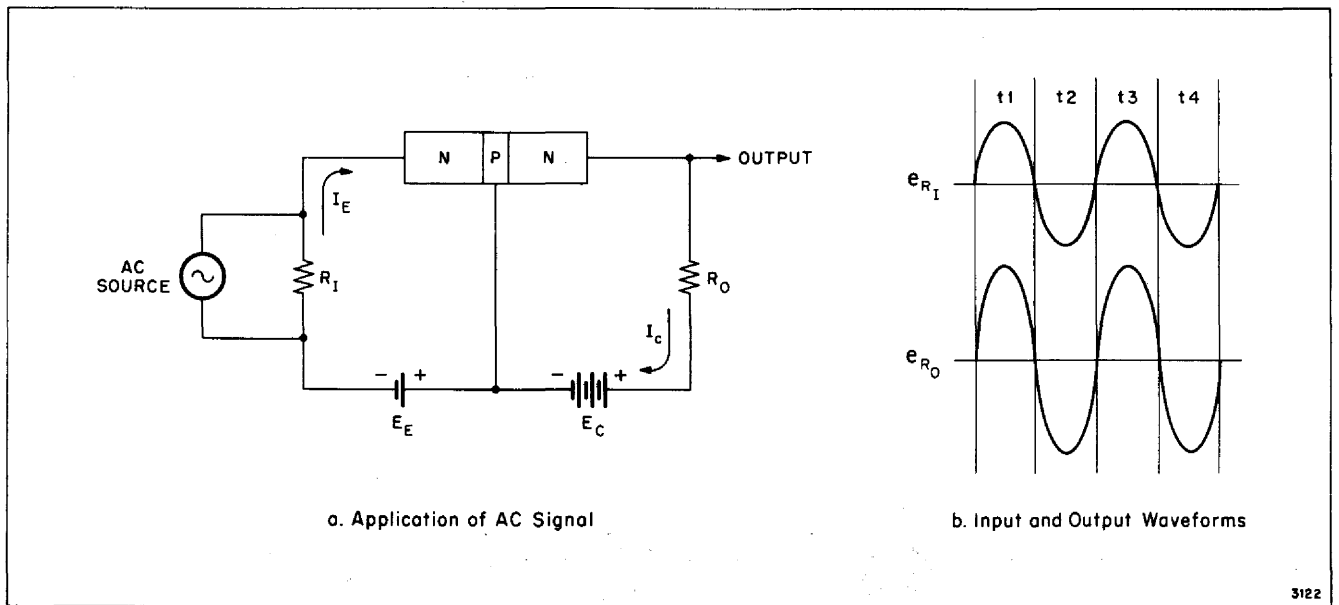 N P N
OUTPUT
I_E
AC
SOURCE
R_I
R_O
I_c
- +
E_E
- +
E_C
a. Application of AC Signal
t1 t2 t3 t4
e_R_I
e_R_O
b. Input and Output Waveforms
3122